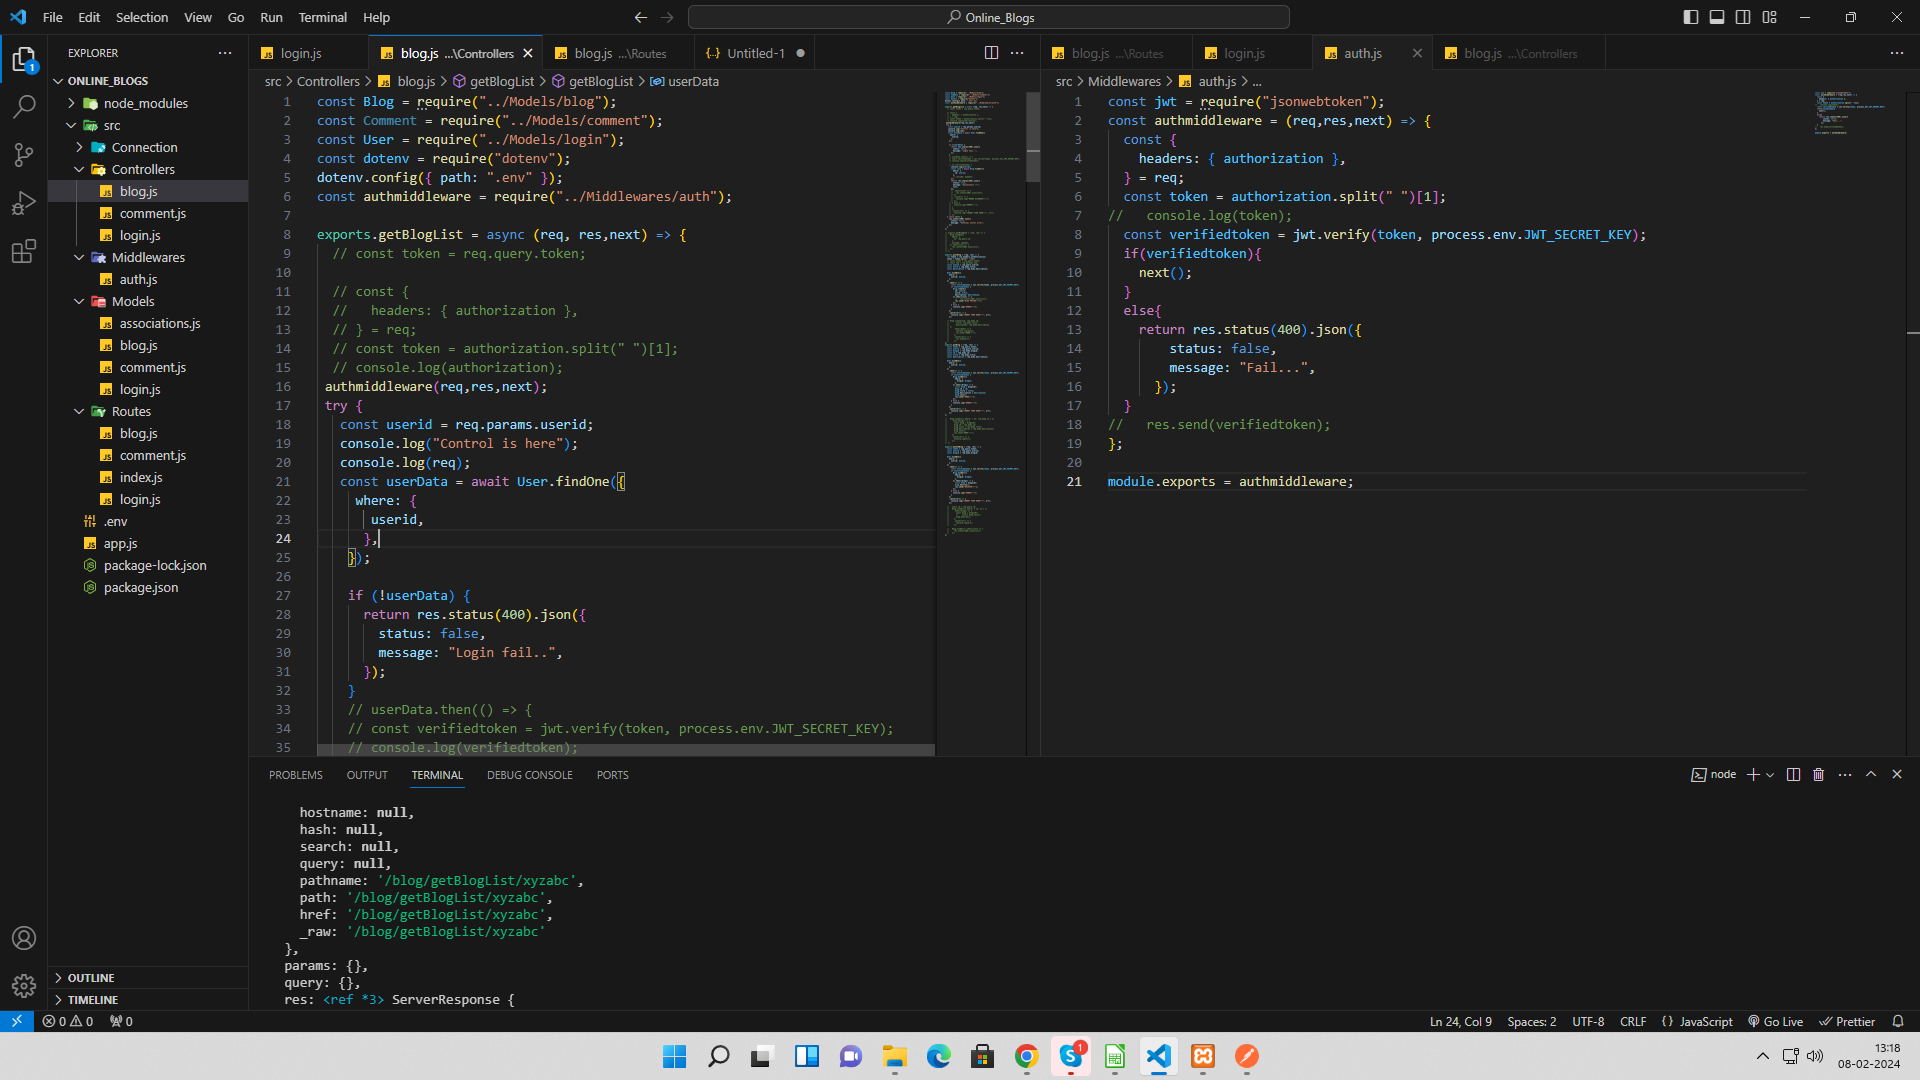 File Edit Selection View Go Run Terminal Help
Online_Blogs
EXPLORER
ONLINE_BLOGS
node_modules
src
Connection
Controllers
blog.js
comment.js
login.js
Middlewares
auth.js
Models
associations.js
blog.js
comment.js
login.js
Routes
blog.js
comment.js
index.js
login.js
.env
app.js
package-lock.json
package.json
OUTLINE
TIMELINE
login.js blog.js ...\Controllers blog.js ...\Routes Untitled-1
src > Controllers > blog.js > getBlogList > getBlogList > userData
1 const Blog = require("../Models/blog");
2 const Comment = require("../Models/comment");
3 const User = require("../Models/login");
4 const dotenv = require("dotenv");
5 dotenv.config({ path: ".env" });
6 const authmiddleware = require("../Middlewares/auth");
7
8 exports.getBlogList = async (req, res,next) => {
9 // const token = req.query.token;
10
11 // const {
12 //   headers: { authorization },
13 // } = req;
14 // const token = authorization.split(" ")[1];
15 // console.log(authorization);
16 authmiddleware(req,res,next);
17 try {
18 const userid = req.params.userid;
19 console.log("Control is here");
20 console.log(req);
21 const userData = await User.findOne({
22 where: {
23 userid,
24 },
25 });
26
27 if (!userData) {
28 return res.status(400).json({
29 status: false,
30 message: "Login fail..",
31 });
32 }
33 // userData.then(() => {
34 // const verifiedtoken = jwt.verify(token, process.env.JWT_SECRET_KEY);
35 // console.log(verifiedtoken);
blog.js ...\Routes login.js auth.js blog.js ...\Controllers
src > Middlewares > auth.js > ...
1 const jwt = require("jsonwebtoken");
2 const authmiddleware = (req,res,next) => {
3 const {
4 headers: { authorization },
5 } = req;
6 const token = authorization.split(" ")[1];
7 //   console.log(token);
8 const verifiedtoken = jwt.verify(token, process.env.JWT_SECRET_KEY);
9 if(verifiedtoken){
10 next();
11 }
12 else{
13 return res.status(400).json({
14 status: false,
15 message: "Fail...",
16 });
17 }
18 //   res.send(verifiedtoken);
19 };
20
21 module.exports = authmiddleware;
PROBLEMS OUTPUT TERMINAL DEBUG CONSOLE PORTS
node
hostname: null,
hash: null,
search: null,
query: null,
pathname: '/blog/getBlogList/xyzabc',
path: '/blog/getBlogList/xyzabc',
href: '/blog/getBlogList/xyzabc',
_raw: '/blog/getBlogList/xyzabc'
},
params: {},
query: {},
res: <ref *3> ServerResponse {
0 0 0
Ln 24, Col 9 Spaces: 2 UTF-8 CRLF {} JavaScript Go Live Prettier
13:18
08-02-2024